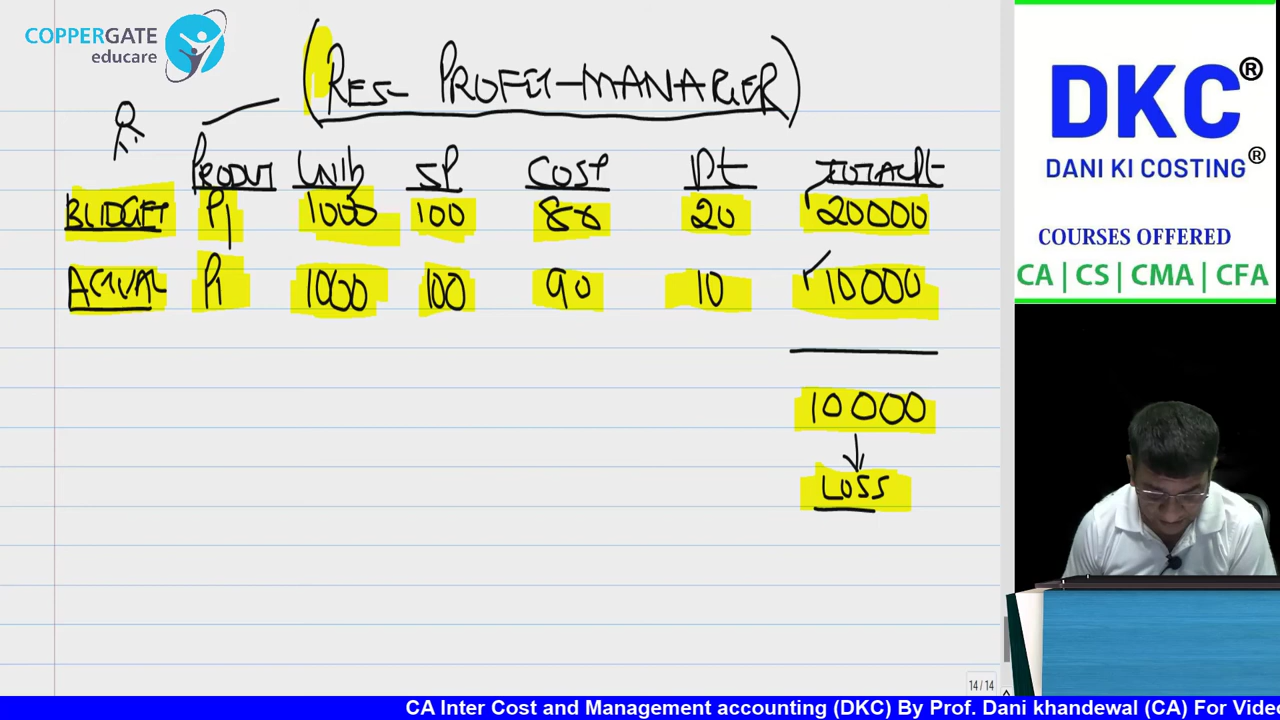 COPPERGATE
educare
(RES- PROFIT-MANAGER)
PRODUT UNIts SP COST Pt TOTAL Pt
BUDGET P1 1000 100 80 20 20000
ACTUAL P1 1000 100 90 10 10000
10000
LOSS
14/14
DKC®
DANI KI COSTING®
COURSES OFFERED
CA | CS | CMA | CFA
CA Inter Cost and Management accounting (DKC) By Prof. Dani khandewal (CA) For Vide